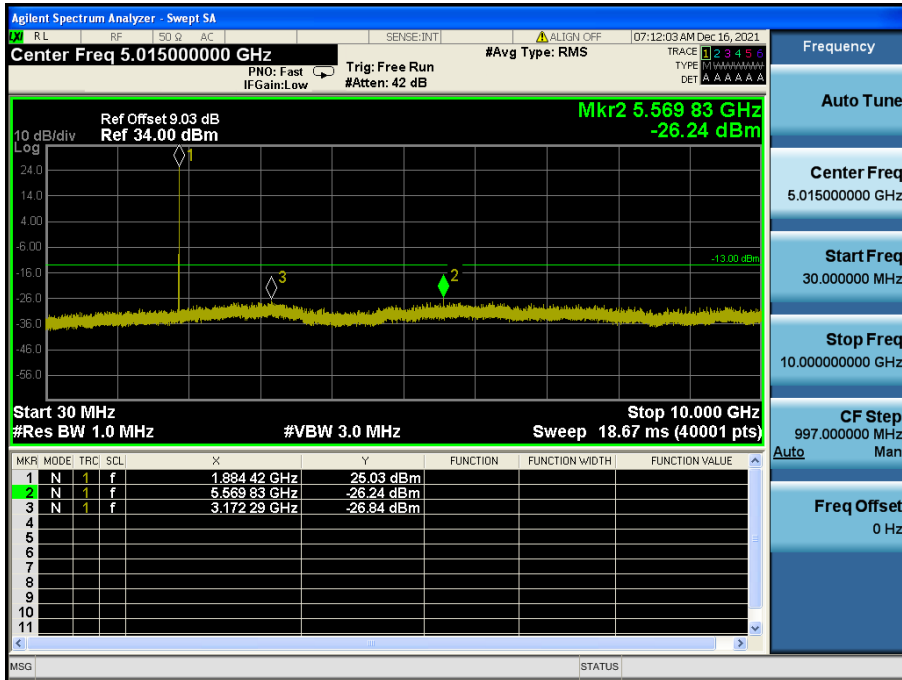 Agilent Spectrum Analyzer - Swept SA
LXI RL RF 50 Ω AC SENSE:INT ALIGN OFF 07:12:03 AM Dec 16, 2021
Center Freq 5.015000000 GHz
PNO: Fast
IFGain:Low
Trig: Free Run
#Atten: 42 dB
#Avg Type: RMS
TRACE 1 2 3 4 5 6
TYPE M WWWWW
DET A A A A A A
Ref Offset 9.03 dB
10 dB/div Ref 34.00 dBm
Log
Mkr2 5.569 83 GHz
-26.24 dBm
24.0
14.0
4.00
-6.00
-16.0
-26.0
-36.0
-46.0
-56.0
1
3
2
-13.00 dBm
Start 30 MHz Stop 10.000 GHz
#Res BW 1.0 MHz #VBW 3.0 MHz Sweep 18.67 ms (40001 pts)
MKR MODE TRC SCL X Y FUNCTION FUNCTION WIDTH FUNCTION VALUE
1 N 1 f 1.884 42 GHz 25.03 dBm
2 N 1 f 5.569 83 GHz -26.24 dBm
3 N 1 f 3.172 29 GHz -26.84 dBm
4
5
6
7
8
9
10
11
MSG STATUS
Frequency
Auto Tune
Center Freq
5.015000000 GHz
Start Freq
30.000000 MHz
Stop Freq
10.000000000 GHz
CF Step
997.000000 MHz
Auto Man
Freq Offset
0 Hz